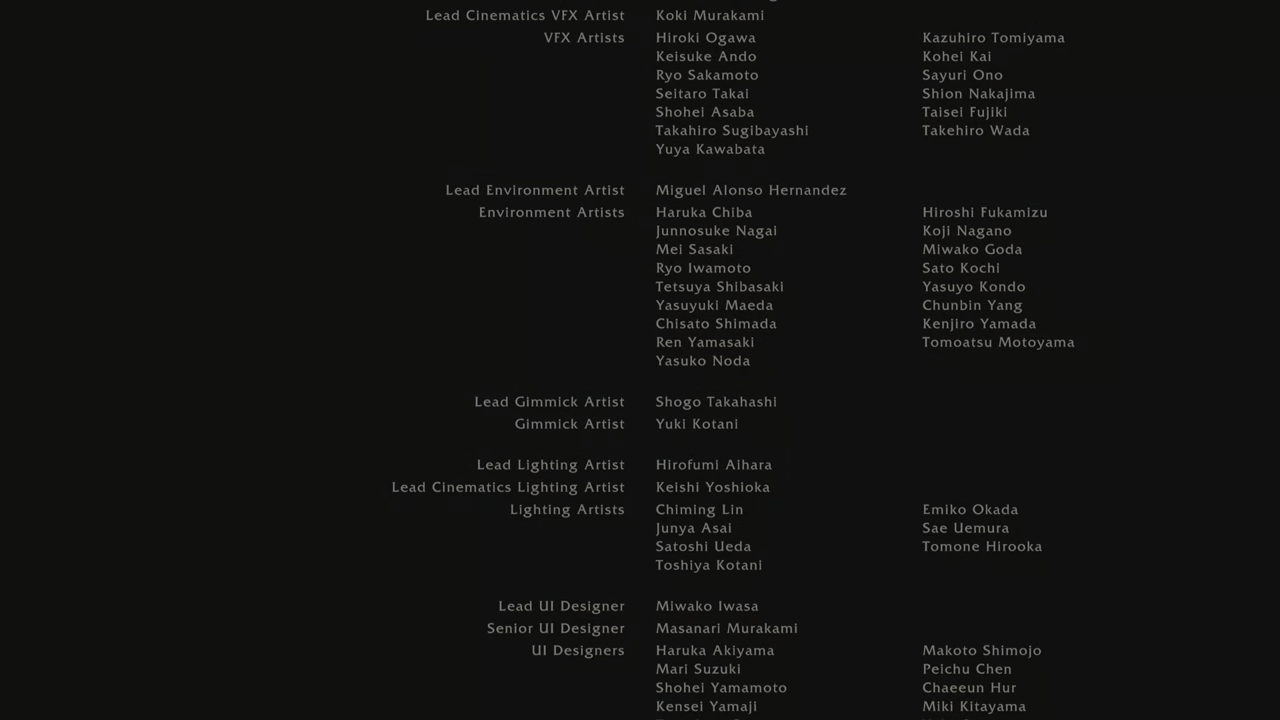 Lead Cinematics VFX Artist Koki Murakami
VFX Artists Hiroki Ogawa Kazuhiro Tomiyama
Keisuke Ando Kohei Kai
Ryo Sakamoto Sayuri Ono
Seitaro Takai Shion Nakajima
Shohei Asaba Taisei Fujiki
Takahiro Sugibayashi Takehiro Wada
Yuya Kawabata
Lead Environment Artist Miguel Alonso Hernandez
Environment Artists Haruka Chiba Hiroshi Fukamizu
Junnosuke Nagai Koji Nagano
Mei Sasaki Miwako Goda
Ryo Iwamoto Sato Kochi
Tetsuya Shibasaki Yasuyo Kondo
Yasuyuki Maeda Chunbin Yang
Chisato Shimada Kenjiro Yamada
Ren Yamasaki Tomoatsu Motoyama
Yasuko Noda
Lead Gimmick Artist Shogo Takahashi
Gimmick Artist Yuki Kotani
Lead Lighting Artist Hirofumi Aihara
Lead Cinematics Lighting Artist Keishi Yoshioka
Lighting Artists Chiming Lin Emiko Okada
Junya Asai Sae Uemura
Satoshi Ueda Tomone Hirooka
Toshiya Kotani
Lead UI Designer Miwako Iwasa
Senior UI Designer Masanari Murakami
UI Designers Haruka Akiyama Makoto Shimojo
Mari Suzuki Peichu Chen
Shohei Yamamoto Chaeeun Hur
Kensei Yamaji Miki Kitayama